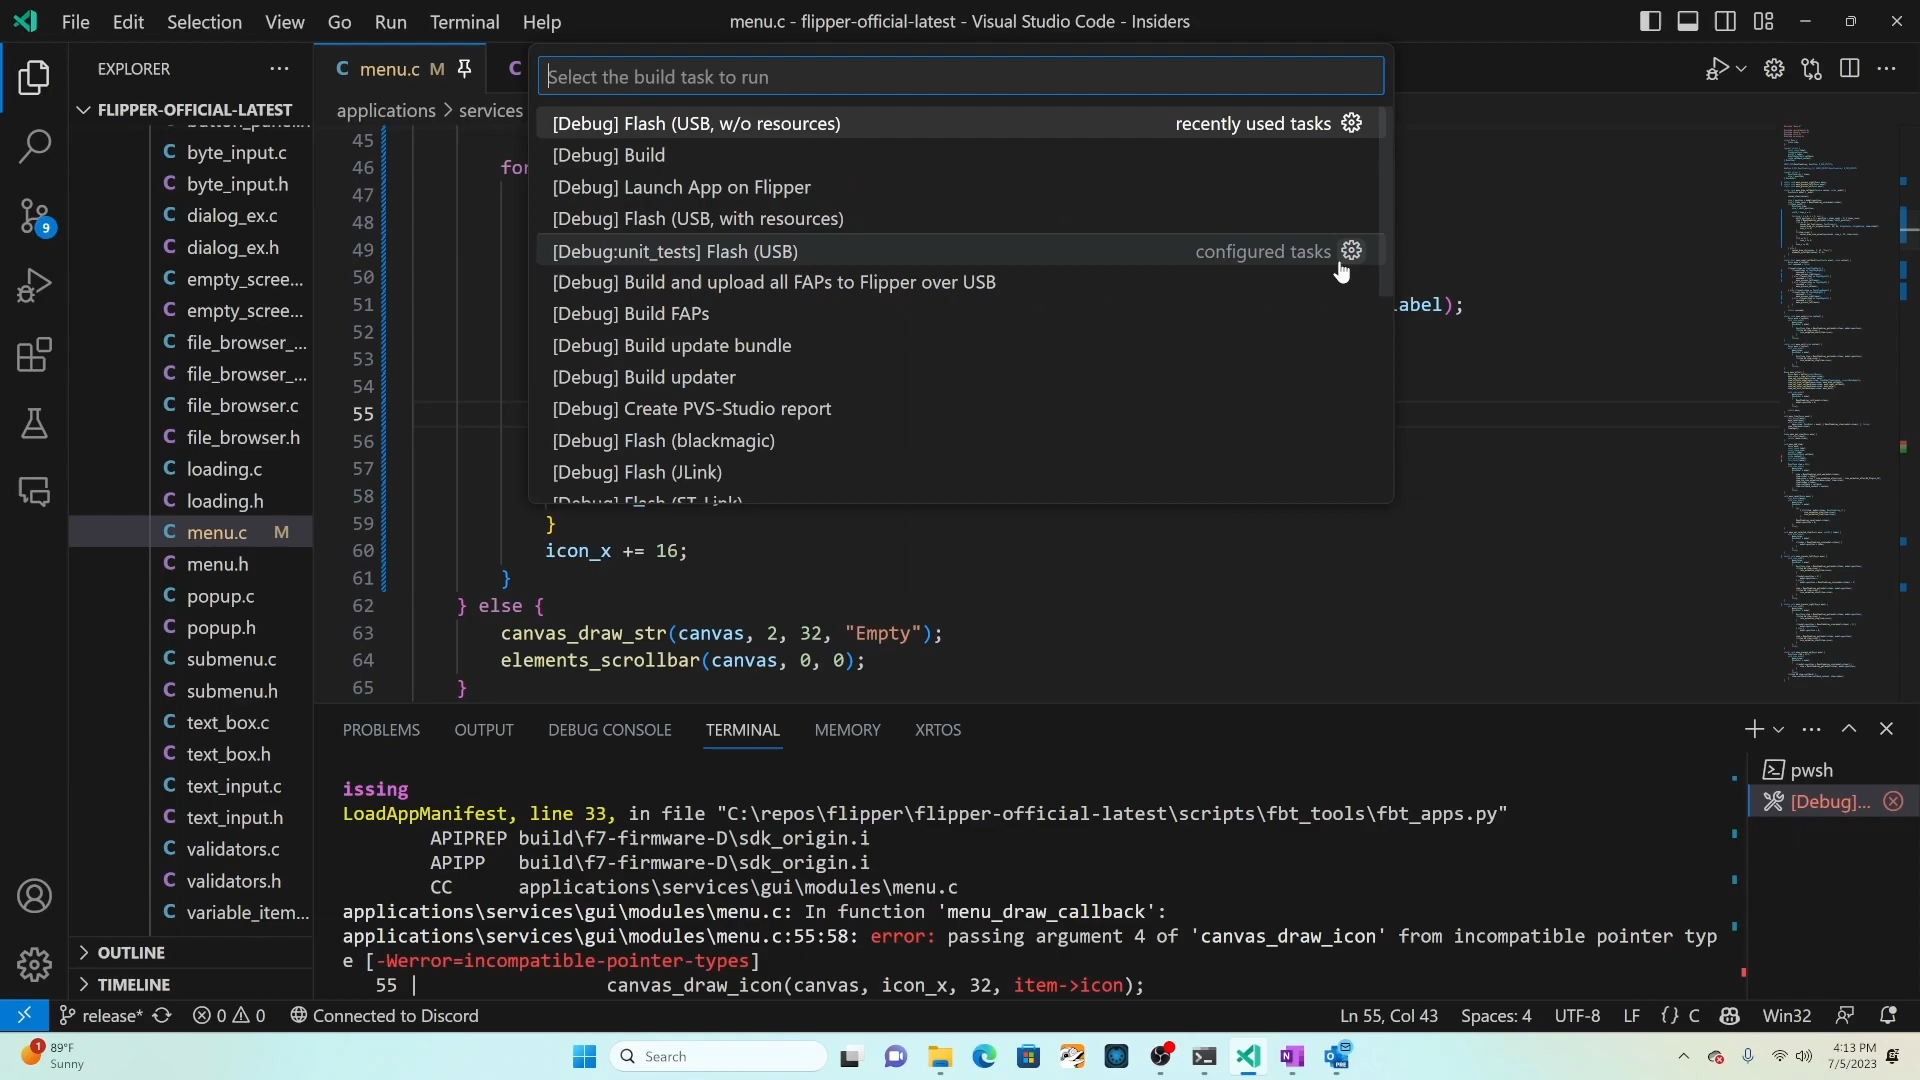 File Edit Selection View Go Run Terminal Help
menu.c - flipper-official-latest - Visual Studio Code - Insiders
EXPLORER
FLIPPER-OFFICIAL-LATEST
byte_input.c
byte_input.h
dialog_ex.c
dialog_ex.h
empty_scree...
empty_scree...
file_browser_...
file_browser_...
file_browser.c
file_browser.h
loading.c
loading.h
menu.c M
menu.h
popup.c
popup.h
submenu.c
submenu.h
text_box.c
text_box.h
text_input.c
text_input.h
validators.c
validators.h
variable_item...
OUTLINE
TIMELINE
9
C menu.c M
C
applications > services
Select the build task to run
[Debug] Flash (USB, w/o resources) recently used tasks
[Debug] Build
[Debug] Launch App on Flipper
[Debug] Flash (USB, with resources)
[Debug:unit_tests] Flash (USB) configured tasks
[Debug] Build and upload all FAPs to Flipper over USB
[Debug] Build FAPs
[Debug] Build update bundle
[Debug] Build updater
[Debug] Create PVS-Studio report
[Debug] Flash (blackmagic)
[Debug] Flash (JLink)
[Debug] Flash (ST-Link)
45
46 for
47
48
49
50
51 label);
52
53
54
55
56
57
58
59 }
60 icon_x += 16;
61 }
62 } else {
63 canvas_draw_str(canvas, 2, 32, "Empty");
64 elements_scrollbar(canvas, 0, 0);
65 }
PROBLEMS OUTPUT DEBUG CONSOLE TERMINAL MEMORY XRTOS
pwsh
[Debug]...
issing
LoadAppManifest, line 33, in file "C:\repos\flipper\flipper-official-latest\scripts\fbt_tools\fbt_apps.py"
APIPREP build\f7-firmware-D\sdk_origin.i
APIPP build\f7-firmware-D\sdk_origin.i
CC applications\services\gui\modules\menu.c
applications\services\gui\modules\menu.c: In function 'menu_draw_callback':
applications\services\gui\modules\menu.c:55:58: error: passing argument 4 of 'canvas_draw_icon' from incompatible pointer typ
e [-Werror=incompatible-pointer-types]
55 | canvas_draw_icon(canvas, icon_x, 32, item->icon);
release* 0 0 Connected to Discord
Ln 55, Col 43 Spaces: 4 UTF-8 LF {} C Win32
1 89°F
Sunny
Search
4:13 PM
7/5/2023